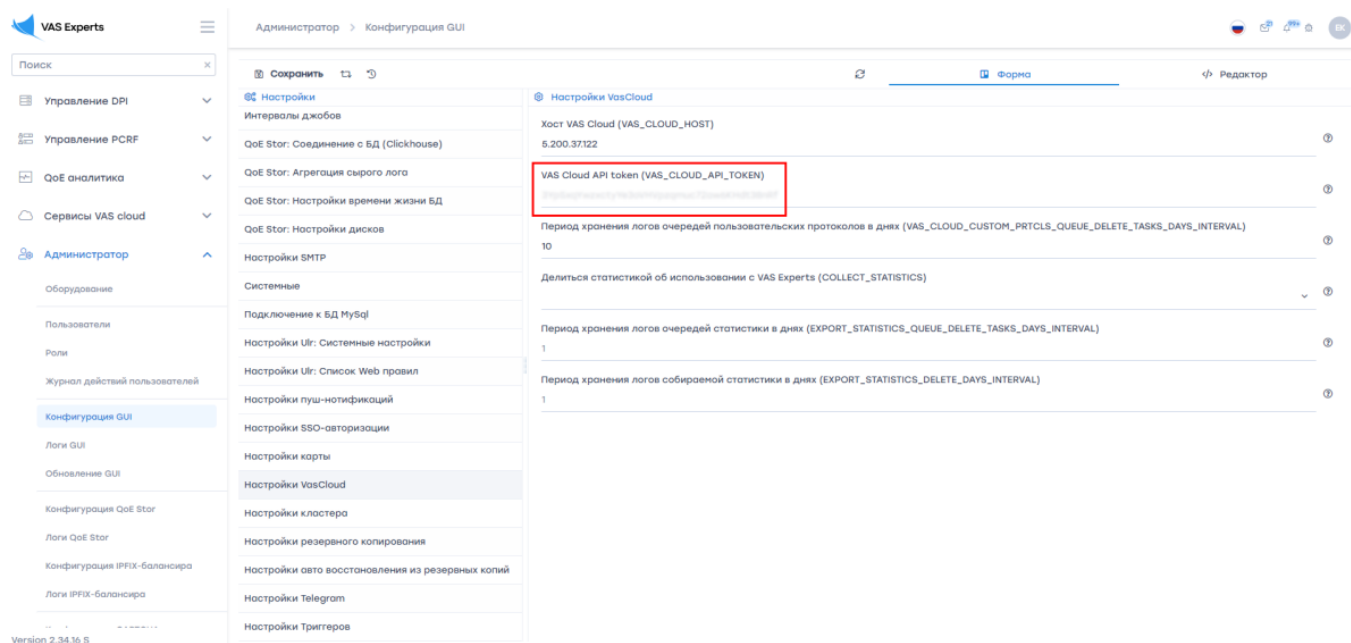 VAS Experts
Администратор > Конфигурация GUI
99+
EK
Поиск
Управление DPI
Управление PCRF
QoE аналитика
Сервисы VAS cloud
Администратор
Оборудование
Пользователи
Роли
Журнал действий пользователей
Конфигурация GUI
Логи GUI
Обновление GUI
Конфигурация QoE Stor
Логи QoE Stor
Конфигурация IPFIX-балансира
Логи IPFIX-балансира
Version 2.34.16 S
Сохранить
Форма
Редактор
Настройки
Интервалы джобов
QoE Stor: Соединение с БД (Clickhouse)
QoE Stor: Агрегация сырого лога
QoE Stor: Настройки времени жизни БД
QoE Stor: Настройки дисков
Настройки SMTP
Системные
Подключение к БД MySql
Настройки Ulr: Системные настройки
Настройки Ulr: Список Web правил
Настройки пуш-нотификаций
Настройки SSO-авторизации
Настройки карты
Настройки VasCloud
Настройки кластера
Настройки резервного копирования
Настройки авто восстановления из резервных копий
Настройки Telegram
Настройки Триггеров
Настройки VasCloud
Хост VAS Cloud (VAS_CLOUD_HOST)
5.200.37.122
VAS Cloud API token (VAS_CLOUD_API_TOKEN)
Период хранения логов очередей пользовательских протоколов в днях (VAS_CLOUD_CUSTOM_PRTCLS_QUEUE_DELETE_TASKS_DAYS_INTERVAL)
10
Делиться статистикой об использовании с VAS Experts (COLLECT_STATISTICS)
Период хранения логов очередей статистики в днях (EXPORT_STATISTICS_QUEUE_DELETE_TASKS_DAYS_INTERVAL)
1
Период хранения логов собираемой статистики в днях (EXPORT_STATISTICS_DELETE_DAYS_INTERVAL)
1